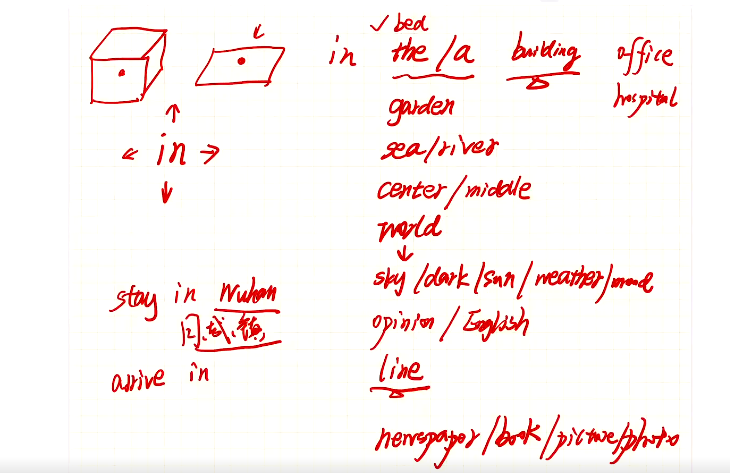 ✓bed
in the/a building office
hospital
garden
in
sea/river
center/middle
world
sky/dark/sun/weather/mood
stay in Wuhan
opinion/English
arrive in
line
newspaper/book/picture/photo